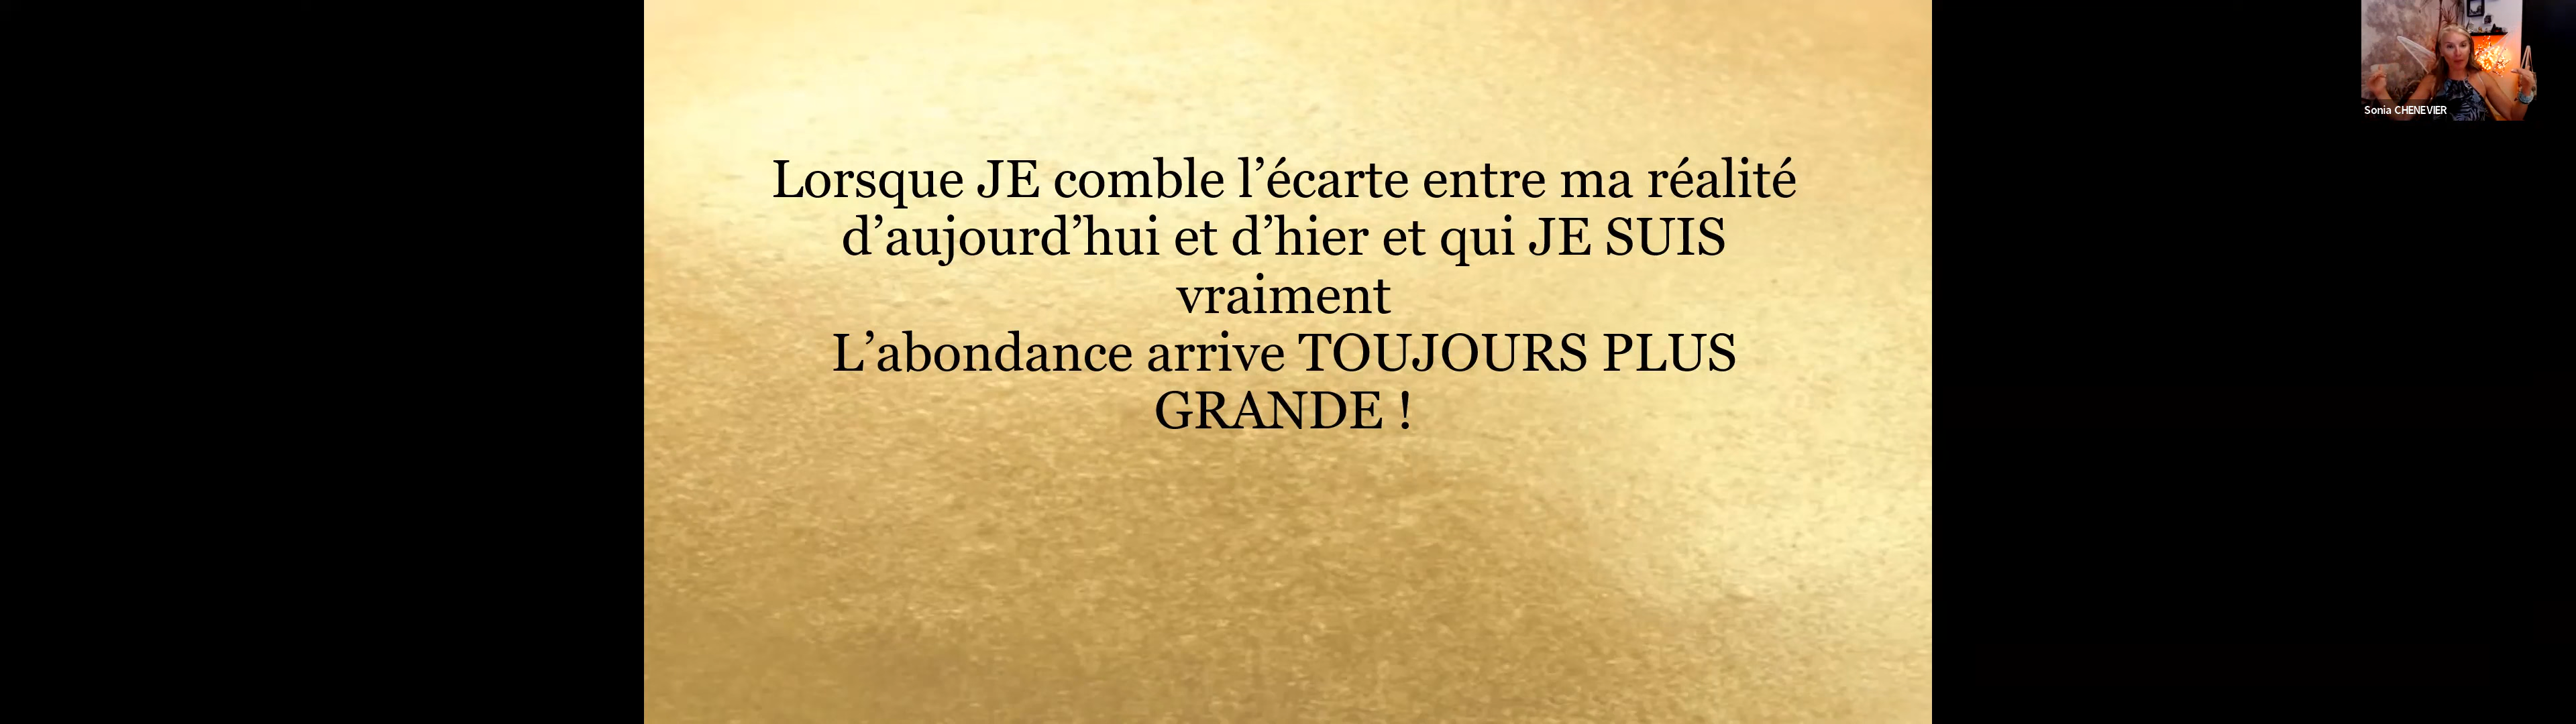 Lorsque JE comble l’écarte entre ma réalité
d’aujourd’hui et d’hier et qui JE SUIS
vraiment
L’abondance arrive TOUJOURS PLUS
GRANDE !
Sonia CHENEVIER